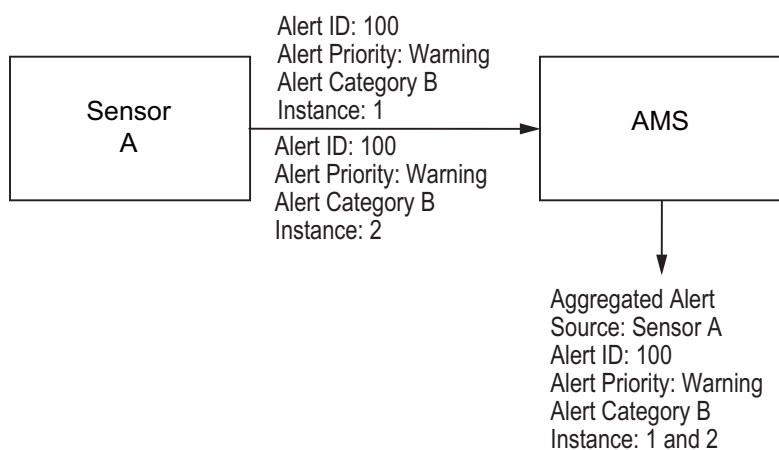 Sensor
A
Alert ID: 100
Alert Priority: Warning
Alert Category B
Instance: 1
Alert ID: 100
Alert Priority: Warning
Alert Category B
Instance: 2
AMS
Aggregated Alert
Source: Sensor A
Alert ID: 100
Alert Priority: Warning
Alert Category B
Instance: 1 and 2